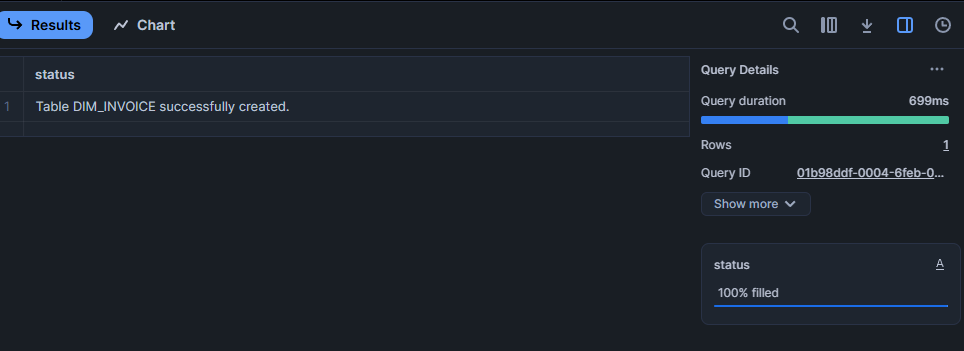 Results
Chart
status
1
Table DIM_INVOICE successfully created.
Query Details
...
Query duration 699ms
Rows 1
Query ID 01b98ddf-0004-6feb-0...
Show more
status A
100% filled